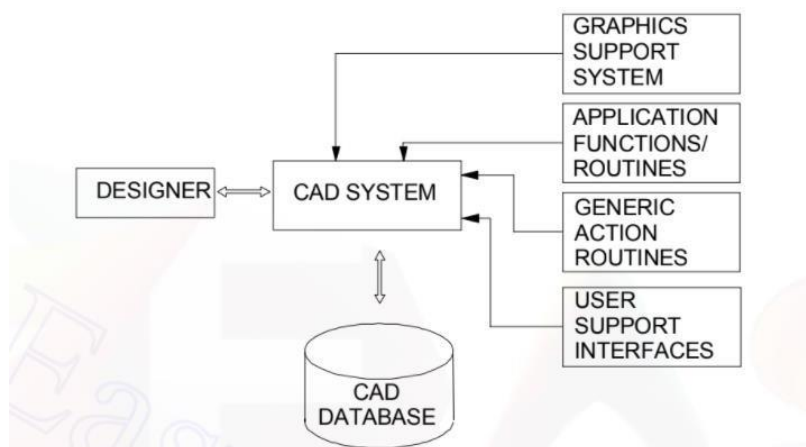 GRAPHICS
SUPPORT
SYSTEM
APPLICATION
FUNCTIONS/
ROUTINES
DESIGNER
CAD SYSTEM
GENERIC
ACTION
ROUTINES
USER
SUPPORT
INTERFACES
CAD
DATABASE